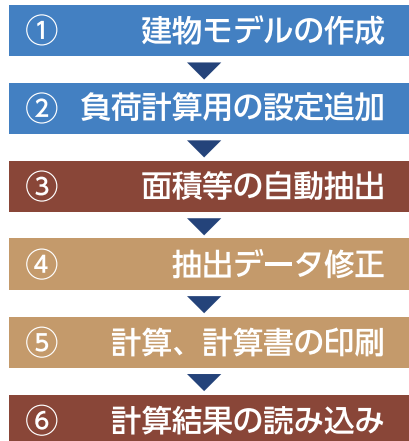 ① 建物モデルの作成
② 負荷計算用の設定追加
③ 面積等の自動抽出
④ 抽出データ修正
⑤ 計算、計算書の印刷
⑥ 計算結果の読み込み